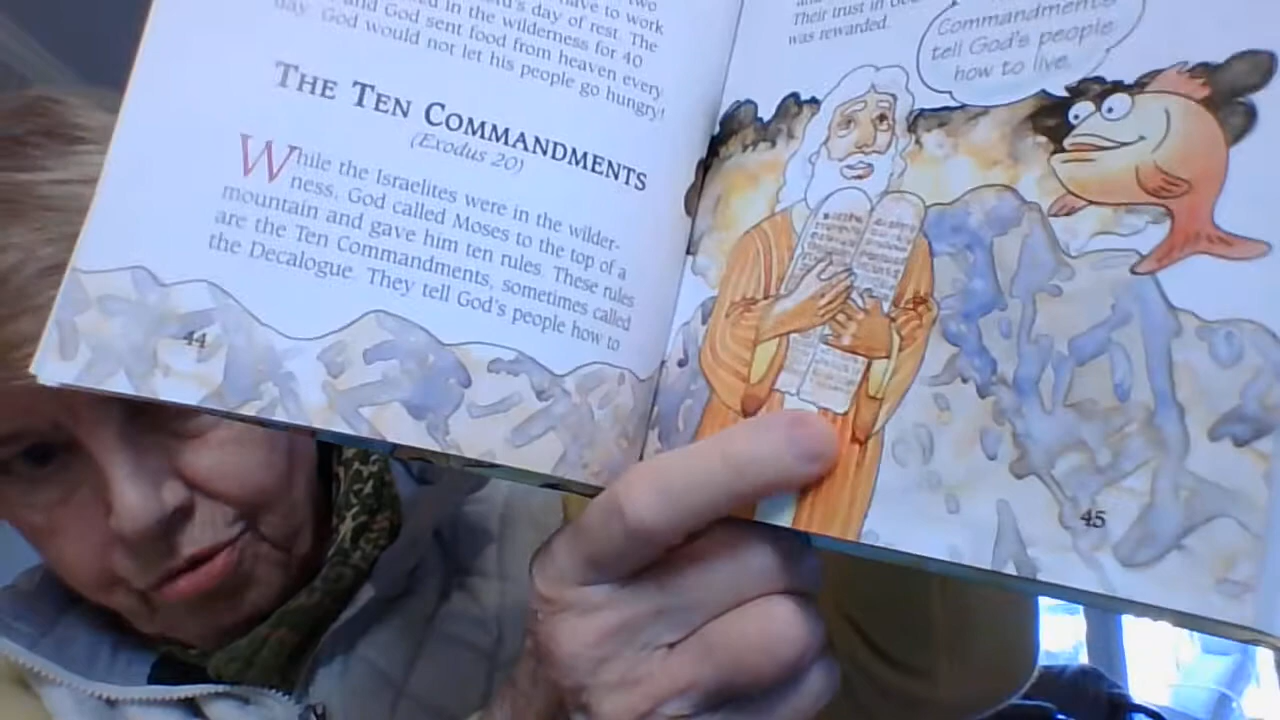 two
have to work
's day of rest. The
in the wilderness for 40
and God sent food from heaven every
day. God would not let his people go hungry!
THE TEN COMMANDMENTS
(Exodus 20)
While the Israelites were in the wilder-
ness, God called Moses to the top of a
mountain and gave him ten rules. These rules
are the Ten Commandments, sometimes called
the Decalogue. They tell God's people how to
44
Their trust in
was rewarded.
Commandments
tell God's people
how to live.
45